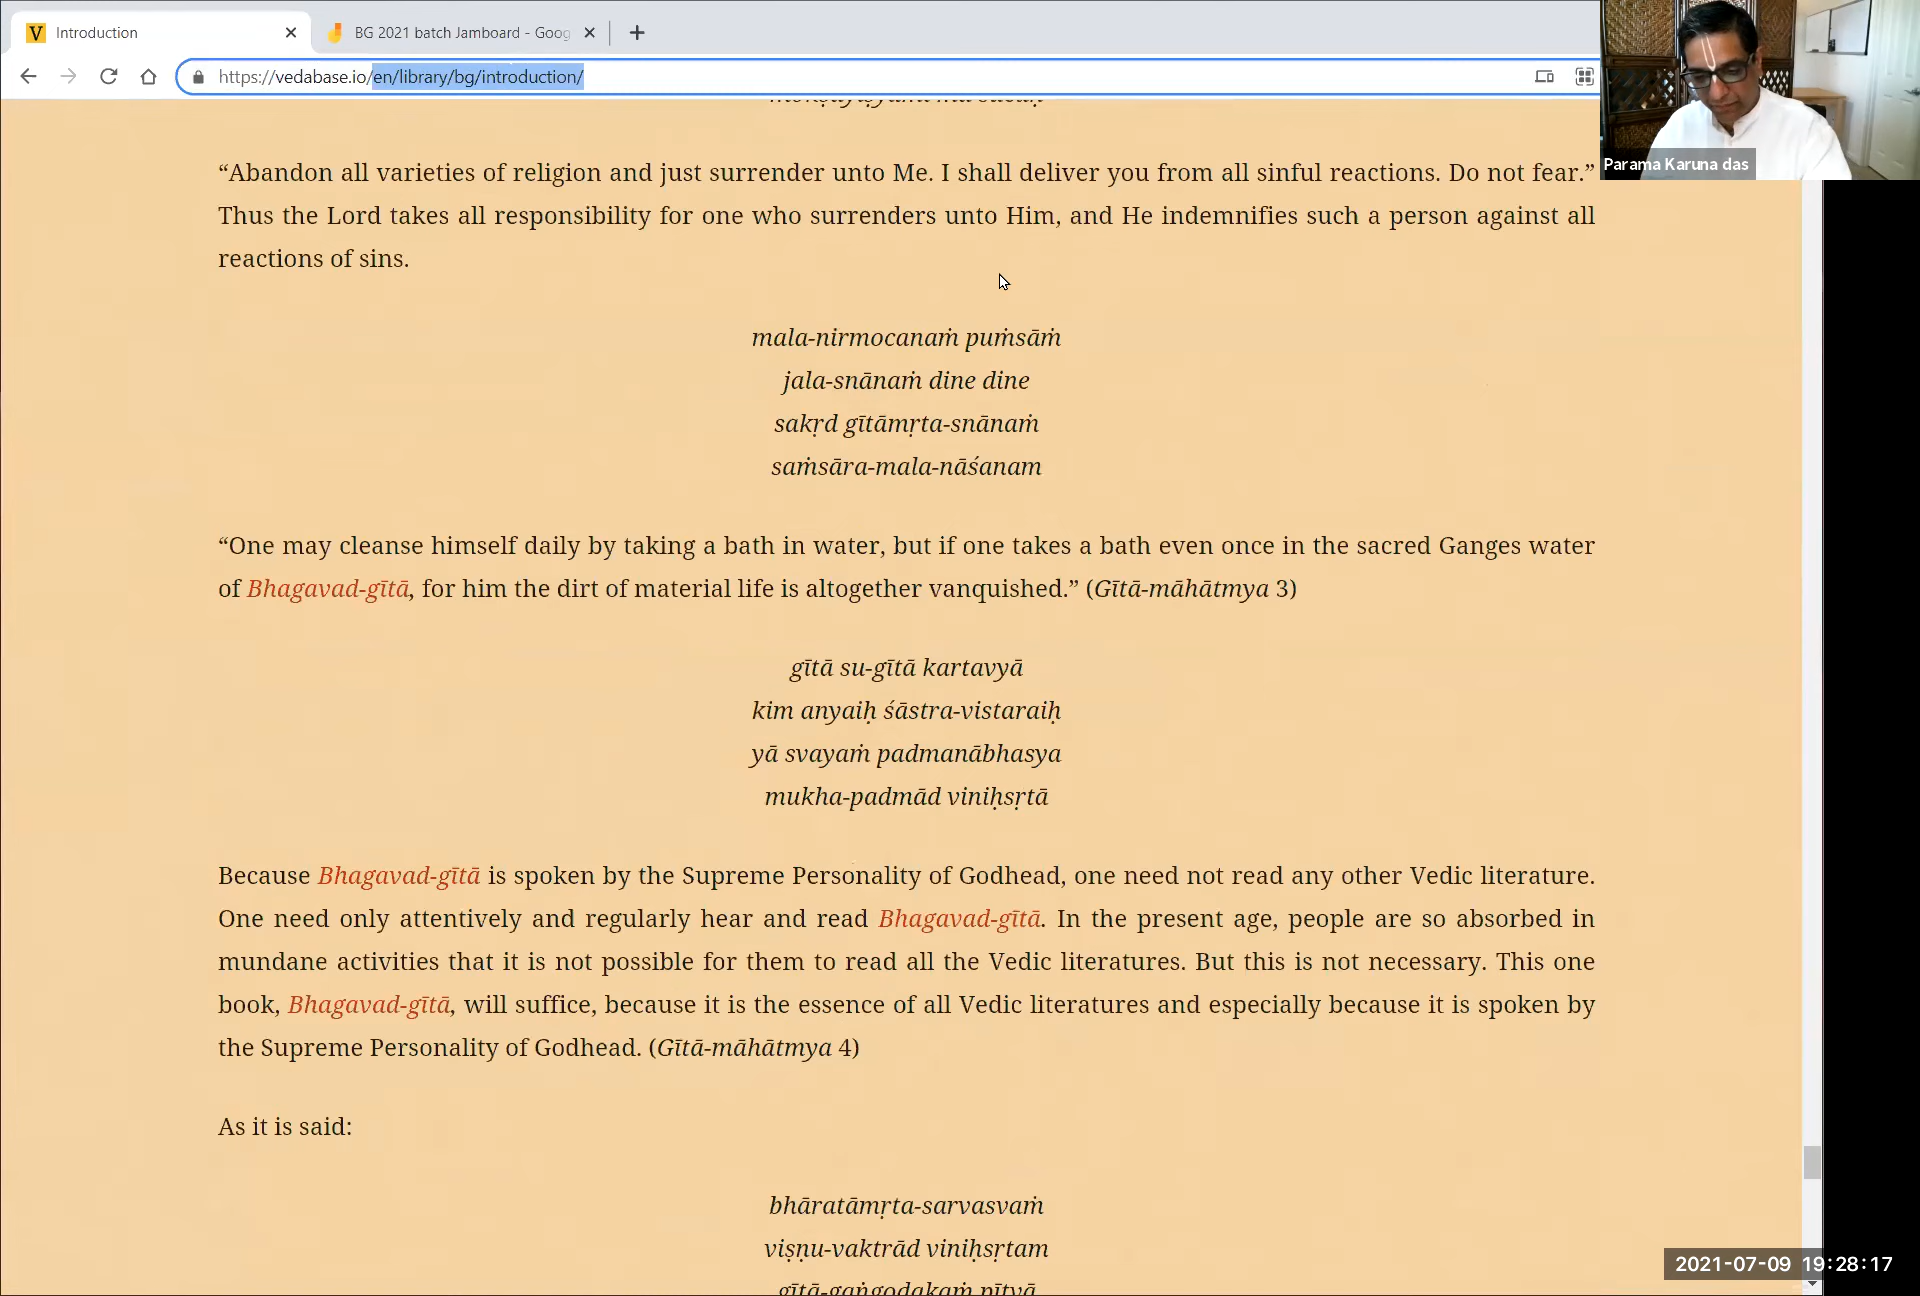 Introduction
BG 2021 batch Jamboard - Goog
https://vedabase.io/en/library/bg/introduction/
Parama Karuna das
“Abandon all varieties of religion and just surrender unto Me. I shall deliver you from all sinful reactions. Do not fear.”
Thus the Lord takes all responsibility for one who surrenders unto Him, and He indemnifies such a person against all
reactions of sins.
mala-nirmocanaṁ puṁsāṁ
jala-snānaṁ dine dine
sakṛd gītāmṛta-snānaṁ
saṁsāra-mala-nāśanam
“One may cleanse himself daily by taking a bath in water, but if one takes a bath even once in the sacred Ganges water
of Bhagavad-gītā, for him the dirt of material life is altogether vanquished.” (Gītā-māhātmya 3)
gītā su-gītā kartavyā
kim anyaiḥ śāstra-vistaraiḥ
yā svayaṁ padmanābhasya
mukha-padmād viniḥsṛtā
Because Bhagavad-gītā is spoken by the Supreme Personality of Godhead, one need not read any other Vedic literature.
One need only attentively and regularly hear and read Bhagavad-gītā. In the present age, people are so absorbed in
mundane activities that it is not possible for them to read all the Vedic literatures. But this is not necessary. This one
book, Bhagavad-gītā, will suffice, because it is the essence of all Vedic literatures and especially because it is spoken by
the Supreme Personality of Godhead. (Gītā-māhātmya 4)
As it is said:
bhāratāmṛta-sarvasvaṁ
viṣṇu-vaktrād viniḥsṛtam
gītā-gaṅgodakaṁ pītvā
2021-07-09 19:28:17